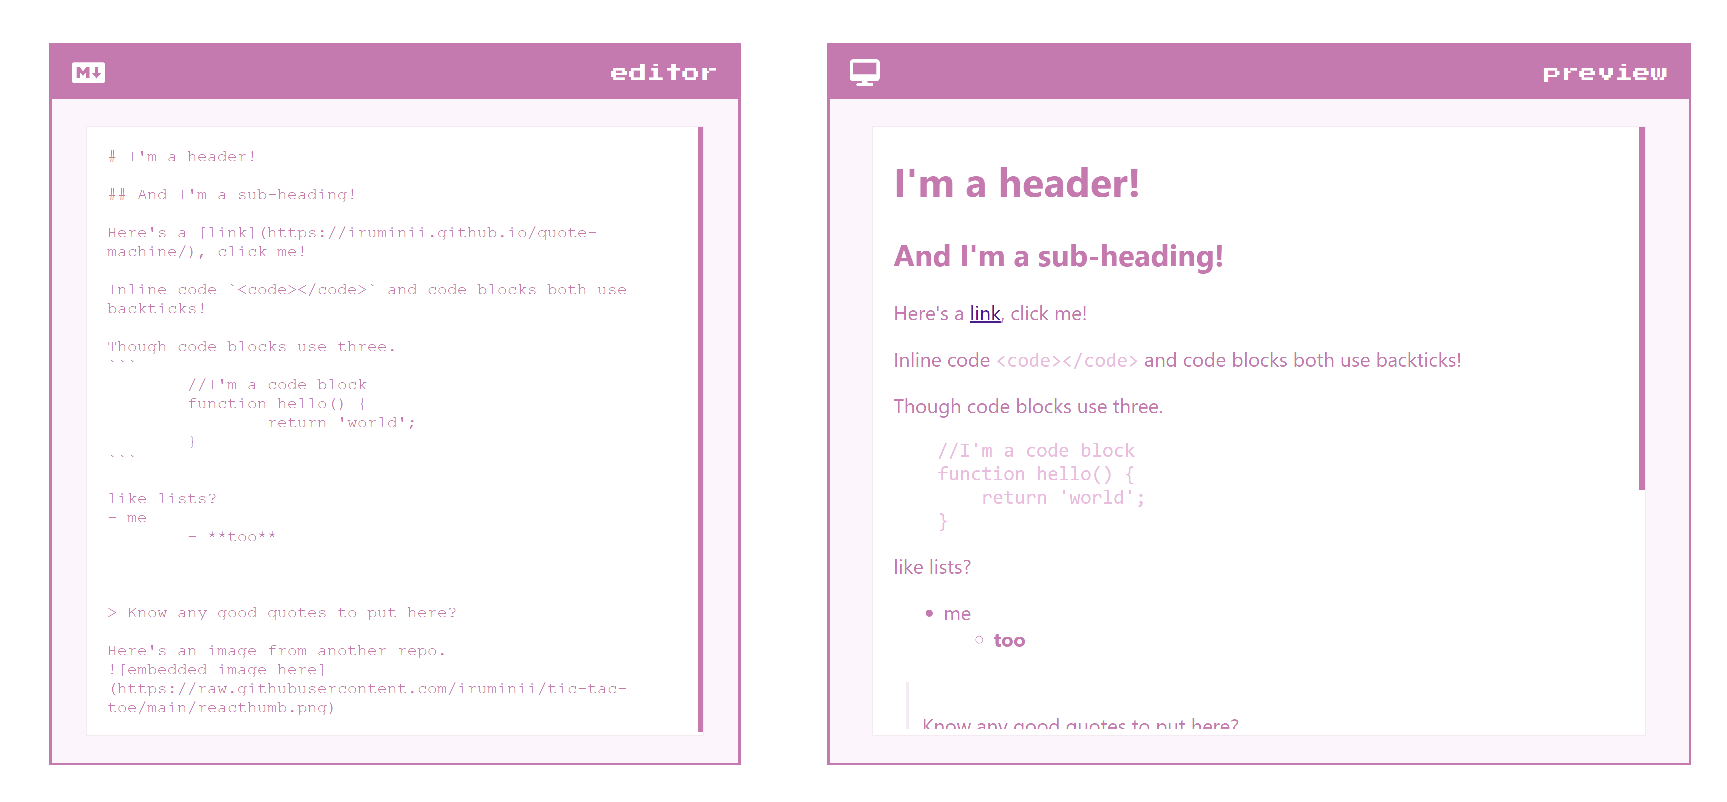 M↓ editor
# I'm a header!
## And I'm a sub-heading!
Here's a [link](https://iruminii.github.io/quote-
machine/), click me!
Inline code `<code></code>` and code blocks both use
backticks!
Though code blocks use three.
```
//I'm a code block
function hello() {
return 'world';
}
```
like lists?
- me
- **too**
> Know any good quotes to put here?
Here's an image from another repo.
![embedded image here]
(https://raw.githubusercontent.com/iruminii/tic-tac-
toe/main/reacthumb.png)
preview
I'm a header!
And I'm a sub-heading!
Here's a link, click me!
Inline code <code></code> and code blocks both use backticks!
Though code blocks use three.
//I'm a code block
function hello() {
return 'world';
}
like lists?
• me
○ too
Know any good quotes to put here?